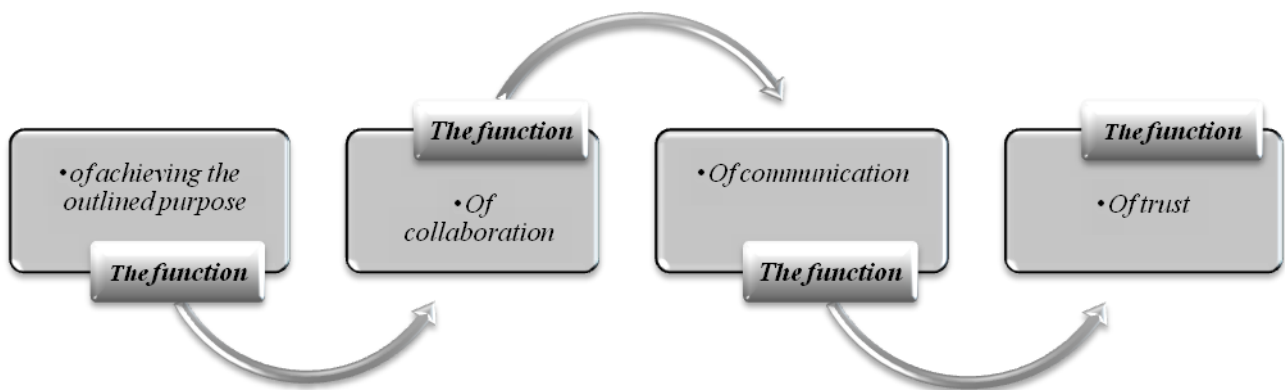 • of achieving the
outlined purpose
The function
The function
• Of
collaboration
• Of communication
The function
The function
• Of trust